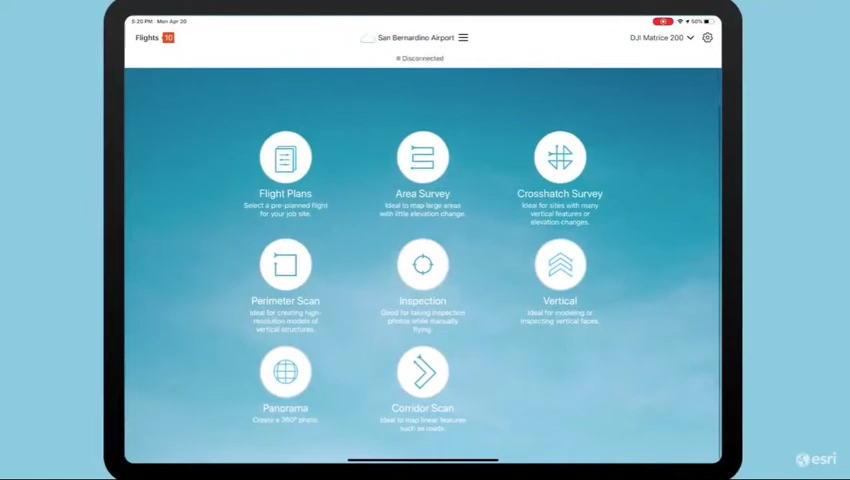 5:20 PM Mon Apr 20
50%
Flights 10
San Bernardino Airport
DJI Matrice 200
Disconnected
Flight Plans
Select a pre-planned flight
for your job site.
Area Survey
Ideal to map large areas
with little elevation change.
Crosshatch Survey
Ideal for sites with many
vertical features or
elevation changes.
Perimeter Scan
Ideal for creating high-
resolution models of
vertical structures.
Inspection
Good for taking inspection
photos while manually
flying.
Vertical
Ideal for modeling or
inspecting vertical faces.
Panorama
Create a 360° photo.
Corridor Scan
Ideal to map linear features
such as roads.
esri